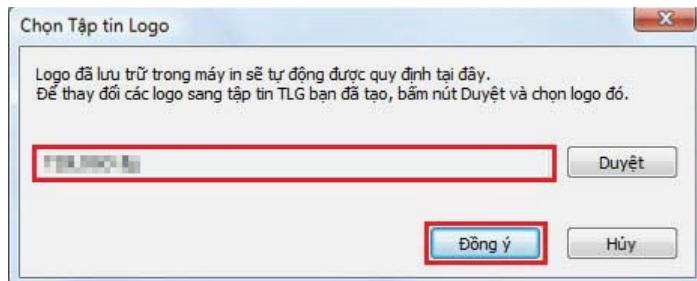 Chọn Tập tin Logo
Logo đã lưu trữ trong máy in sẽ tự động được quy định tại đây.
Để thay đổi các logo sang tập tin TLG bạn đã tạo, bấm nút Duyệt và chọn logo đó.
Duyệt
Đồng ý
Hủy